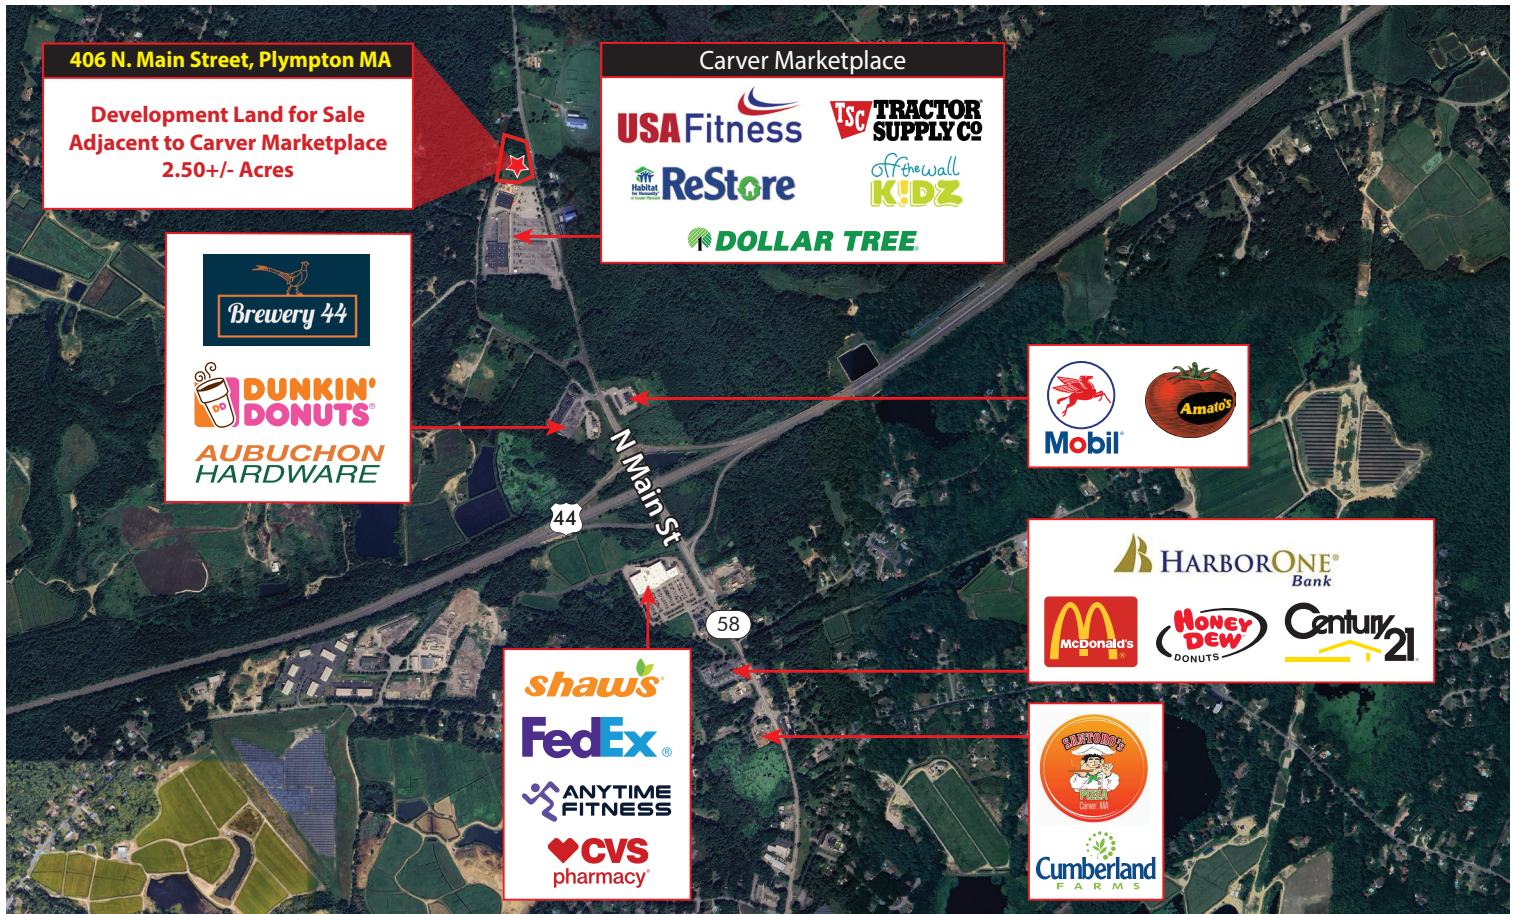 406 N. Main Street, Plympton MA
Development Land for Sale
Adjacent to Carver Marketplace
2.50+/- Acres
Carver Marketplace
USA Fitness
TSC TRACTOR
SUPPLY CO
Habitat
for Humanity
ReStore
off the wall
K!DZ
DOLLAR TREE
Brewery 44
DUNKIN'
DONUTS®
DD
AUBUCHON
HARDWARE
Mobil
Amato's
N Main St
44
58
HARBORONE®
Bank
McDonald's
®
HONEY
DEW
DONUTS
Century
21
shaw's
FedEx®
ANYTIME
FITNESS
CVS
pharmacy
SANTORO'S
PIZZA
Carver, MA
Cumberland
FARMS